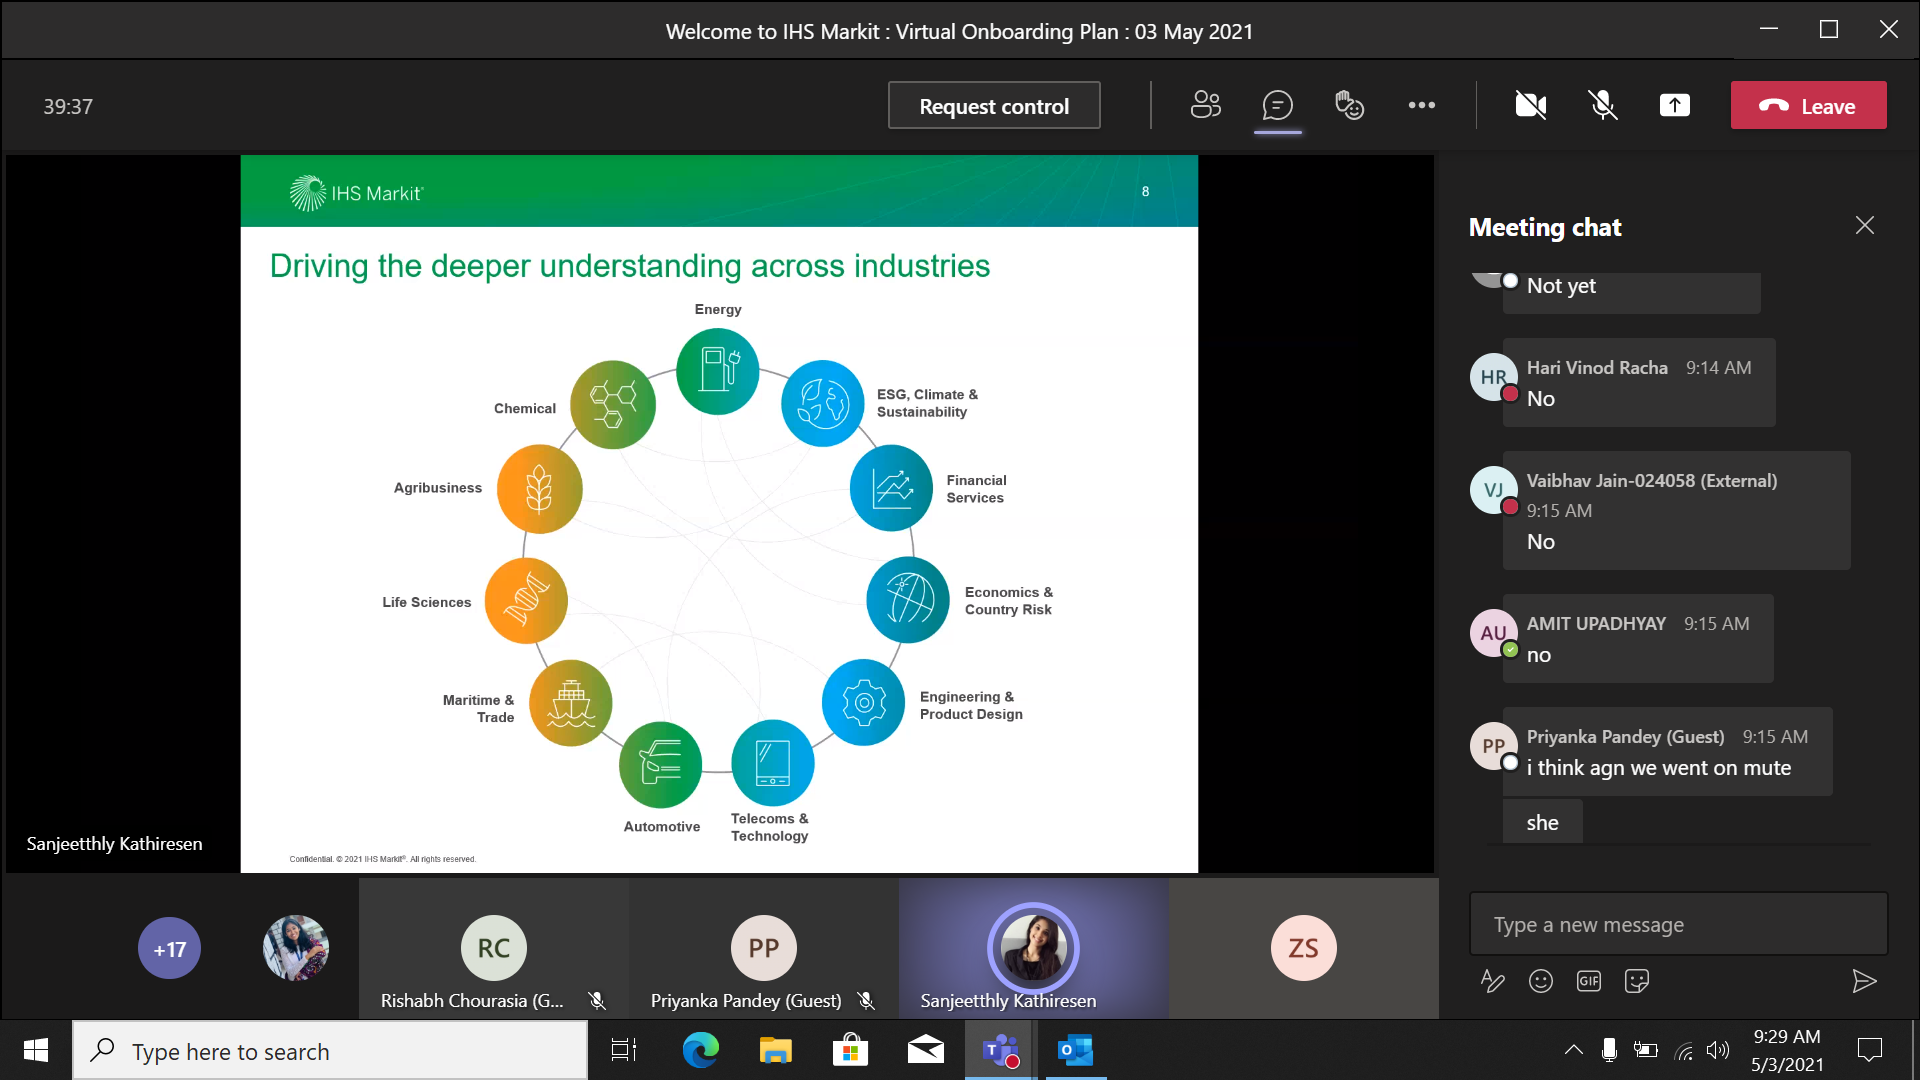 Welcome to IHS Markit : Virtual Onboarding Plan : 03 May 2021
39:37
Request control
Leave
IHS Markit
8
Driving the deeper understanding across industries
Energy
ESG, Climate &
Sustainability
Financial
Services
Economics &
Country Risk
Engineering &
Product Design
Telecoms &
Technology
Automotive
Maritime &
Trade
Life Sciences
Agribusiness
Chemical
Confidential. © 2021 IHS Markit®. All rights reserved.
Sanjeetthly Kathiresen
Meeting chat
Not yet
HR
Hari Vinod Racha 9:14 AM
No
VJ
Vaibhav Jain-024058 (External)
9:15 AM
No
AU
AMIT UPADHYAY 9:15 AM
no
PP
Priyanka Pandey (Guest) 9:15 AM
i think agn we went on mute
she
Type a new message
GIF
+17
RC
Rishabh Chourasia (G...
PP
Priyanka Pandey (Guest)
Sanjeetthly Kathiresen
ZS
Type here to search
9:29 AM
5/3/2021